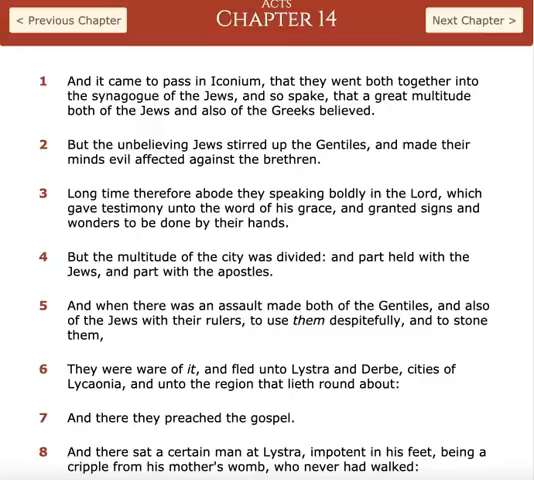 ACTS
< Previous Chapter
CHAPTER 14
Next Chapter >
1 And it came to pass in Iconium, that they went both together into
the synagogue of the Jews, and so spake, that a great multitude
both of the Jews and also of the Greeks believed.
2 But the unbelieving Jews stirred up the Gentiles, and made their
minds evil affected against the brethren.
3 Long time therefore abode they speaking boldly in the Lord, which
gave testimony unto the word of his grace, and granted signs and
wonders to be done by their hands.
4 But the multitude of the city was divided: and part held with the
Jews, and part with the apostles.
5 And when there was an assault made both of the Gentiles, and also
of the Jews with their rulers, to use them despitefully, and to stone
them,
6 They were ware of it, and fled unto Lystra and Derbe, cities of
Lycaonia, and unto the region that lieth round about:
7 And there they preached the gospel.
8 And there sat a certain man at Lystra, impotent in his feet, being a
cripple from his mother's womb, who never had walked: